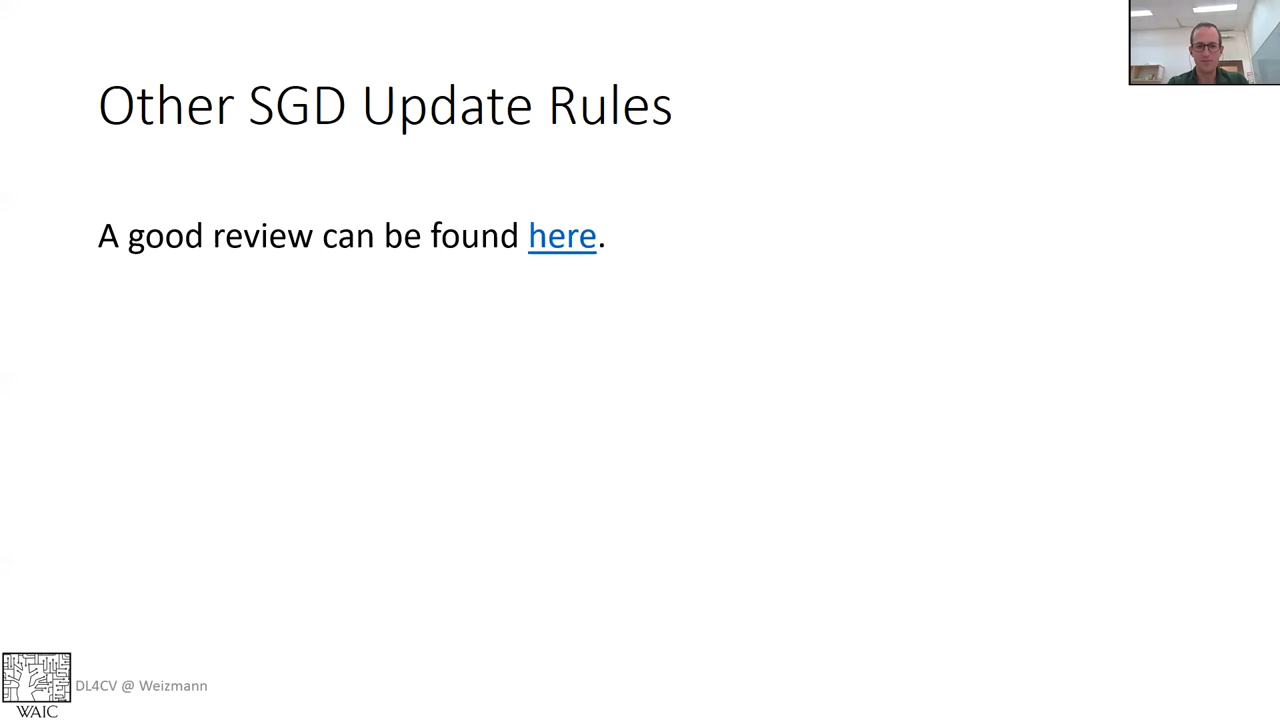 Other SGD Update Rules
A good review can be found here.
DL4CV @ Weizmann
WAIC